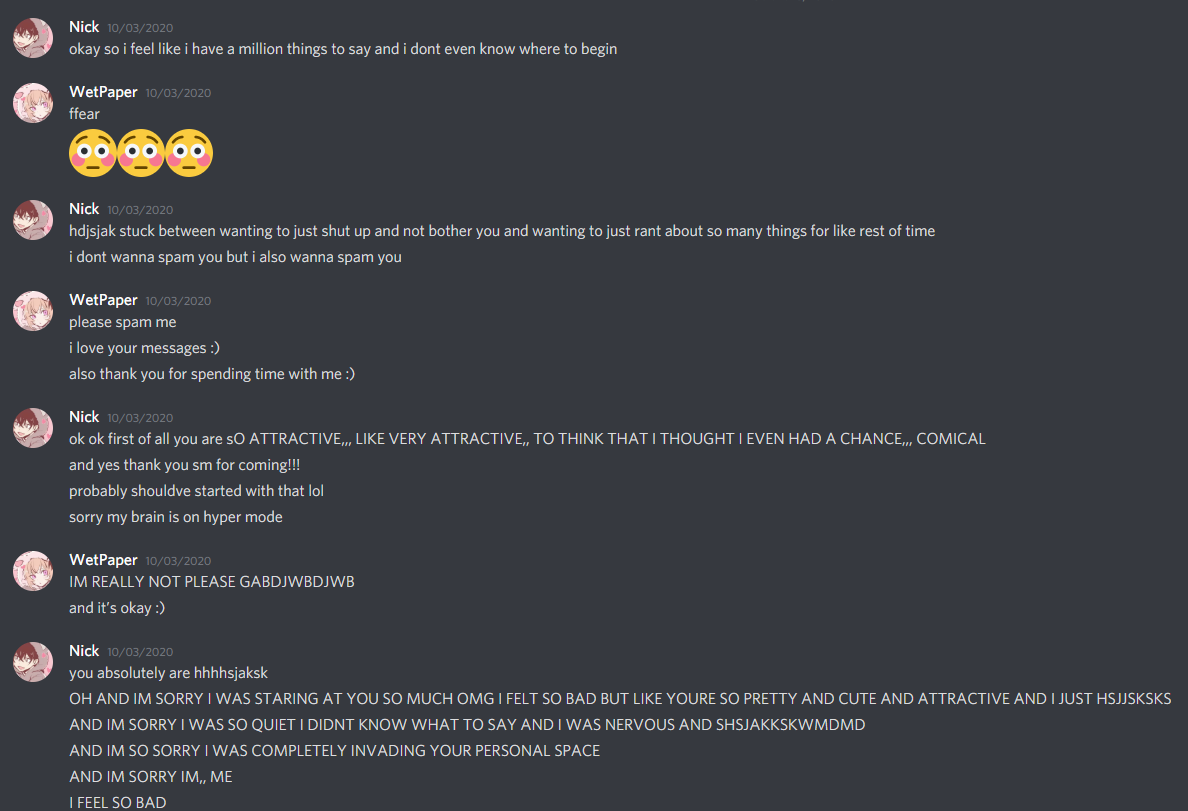 Nick 10/03/2020
okay so i feel like i have a million things to say and i dont even know where to begin
WetPaper 10/03/2020
ffear
Nick 10/03/2020
hdjsjak stuck between wanting to just shut up and not bother you and wanting to just rant about so many things for like rest of time
i dont wanna spam you but i also wanna spam you
WetPaper 10/03/2020
please spam me
i love your messages :)
also thank you for spending time with me :)
Nick 10/03/2020
ok ok first of all you are sO ATTRACTIVE,,, LIKE VERY ATTRACTIVE,, TO THINK THAT I THOUGHT I EVEN HAD A CHANCE,,, COMICAL
and yes thank you sm for coming!!!
probably shouldve started with that lol
sorry my brain is on hyper mode
WetPaper 10/03/2020
IM REALLY NOT PLEASE GABDJWBDJWB
and it's okay :)
Nick 10/03/2020
you absolutely are hhhhsjaksk
OH AND IM SORRY I WAS STARING AT YOU SO MUCH OMG I FELT SO BAD BUT LIKE YOURE SO PRETTY AND CUTE AND ATTRACTIVE AND I JUST HSJJSKSKS
AND IM SORRY I WAS SO QUIET I DIDNT KNOW WHAT TO SAY AND I WAS NERVOUS AND SHSJAKKSKWMDMD
AND IM SO SORRY I WAS COMPLETELY INVADING YOUR PERSONAL SPACE
AND IM SORRY IM,, ME
I FEEL SO BAD